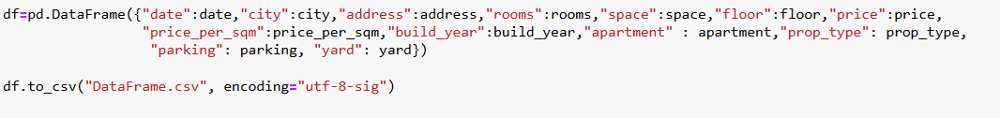 df=pd.DataFrame({"date":date,"city":city,"address":address,"rooms":rooms,"space":space,"floor":floor,"price":price,
"price_per_sqm":price_per_sqm,"build_year":build_year,"apartment" : apartment,"prop_type": prop_type,
"parking": parking, "yard": yard})
df.to_csv("DataFrame.csv", encoding="utf-8-sig")